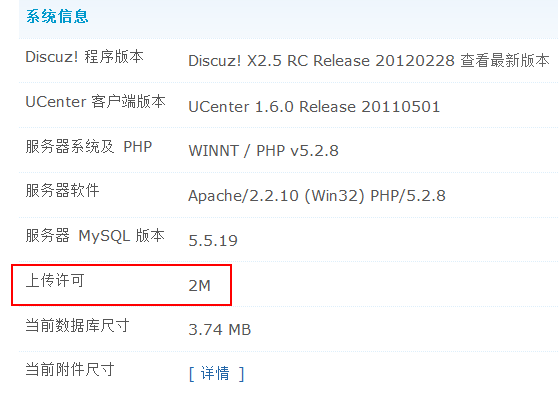 系统信息
Discuz! 程序版本 Discuz! X2.5 RC Release 20120228 查看最新版本
UCenter 客户端版本 UCenter 1.6.0 Release 20110501
服务器系统及 PHP WINNT / PHP v5.2.8
服务器软件 Apache/2.2.10 (Win32) PHP/5.2.8
服务器 MySQL 版本 5.5.19
上传许可 2M
当前数据库尺寸 3.74 MB
当前附件尺寸 [ 详情 ]